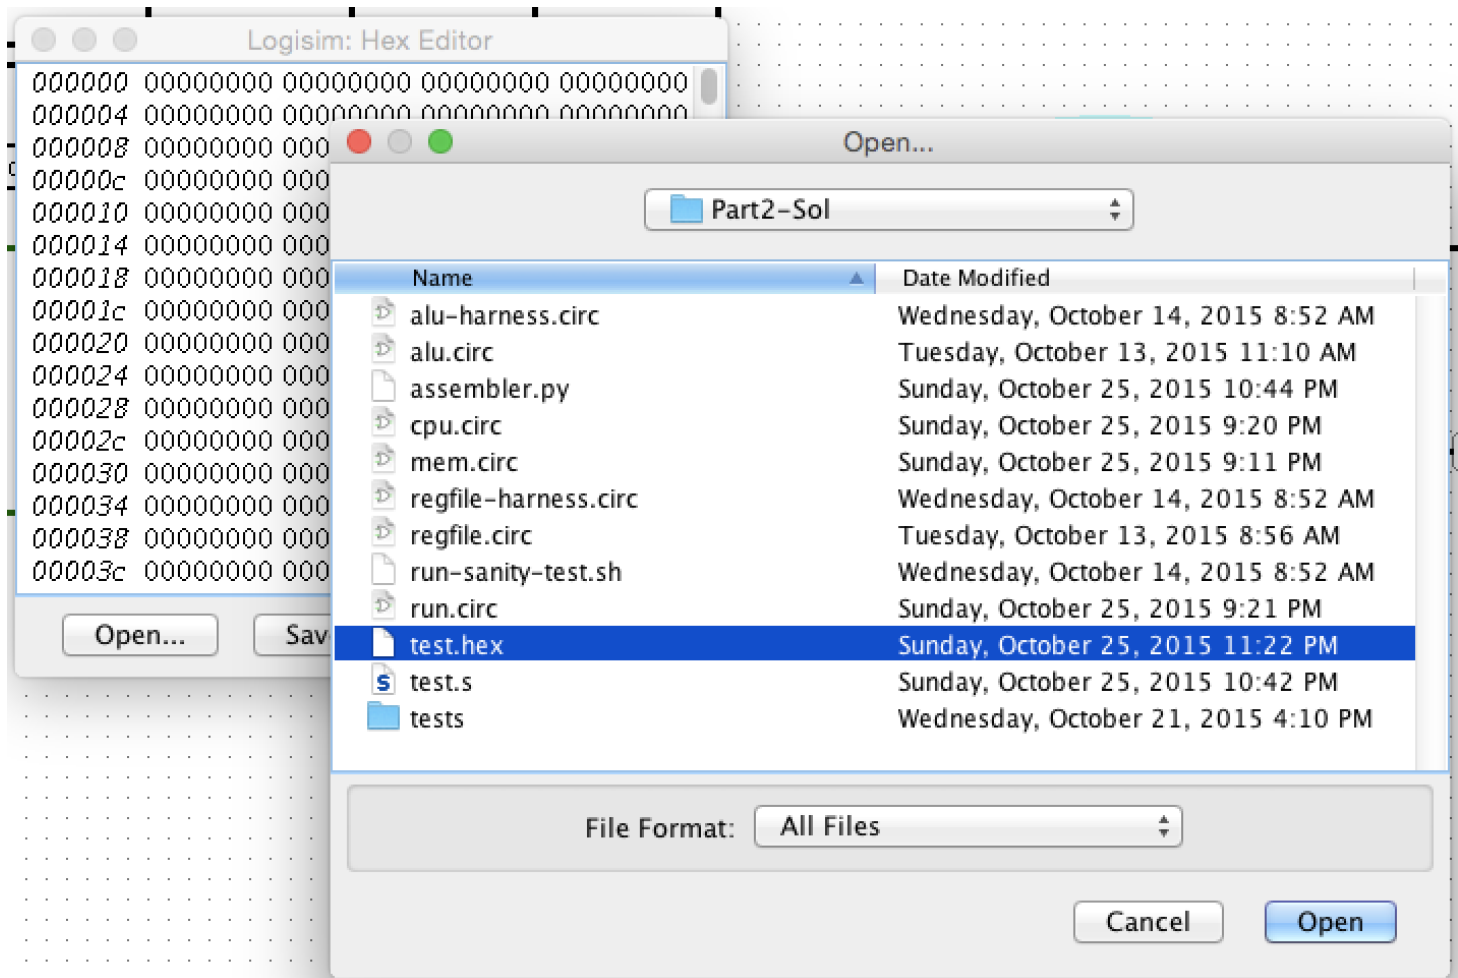 Logisim: Hex Editor
000000 00000000 00000000 00000000 00000000
000004 00000000 00000000 00000000 00000000
000008 00000000 000
00000c 00000000 000
000010 00000000 000
000014 00000000 000
000018 00000000 000
00001c 00000000 000
000020 00000000 000
000024 00000000 000
000028 00000000 000
00002c 00000000 000
000030 00000000 000
000034 00000000 000
000038 00000000 000
00003c 00000000 000
Open... Sav
Open...
Part2-Sol
Name Date Modified
alu-harness.circ Wednesday, October 14, 2015 8:52 AM
alu.circ Tuesday, October 13, 2015 11:10 AM
assembler.py Sunday, October 25, 2015 10:44 PM
cpu.circ Sunday, October 25, 2015 9:20 PM
mem.circ Sunday, October 25, 2015 9:11 PM
regfile-harness.circ Wednesday, October 14, 2015 8:52 AM
regfile.circ Tuesday, October 13, 2015 8:56 AM
run-sanity-test.sh Wednesday, October 14, 2015 8:52 AM
run.circ Sunday, October 25, 2015 9:21 PM
test.hex Sunday, October 25, 2015 11:22 PM
test.s Sunday, October 25, 2015 10:42 PM
tests Wednesday, October 21, 2015 4:10 PM
File Format: All Files
Cancel Open